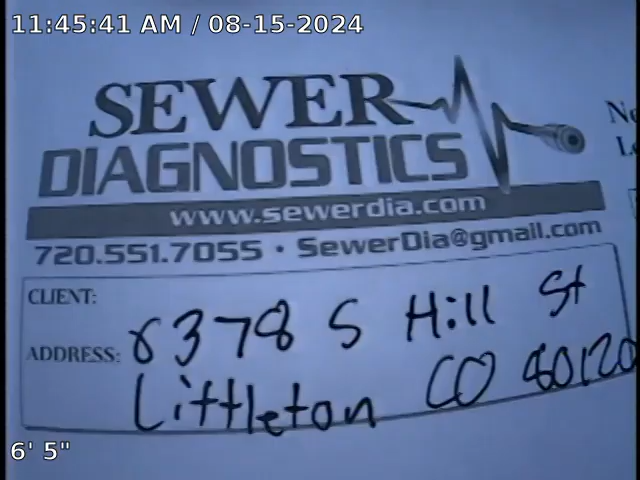 11:45:41 AM / 08-15-2024
SEWER
DIAGNOSTICS
www.sewerdia.com
720.551.7055 • SewerDia@gmail.com
CLIENT:
ADDRESS: 8378 S Hill St
Littleton CO 80120
6' 5"